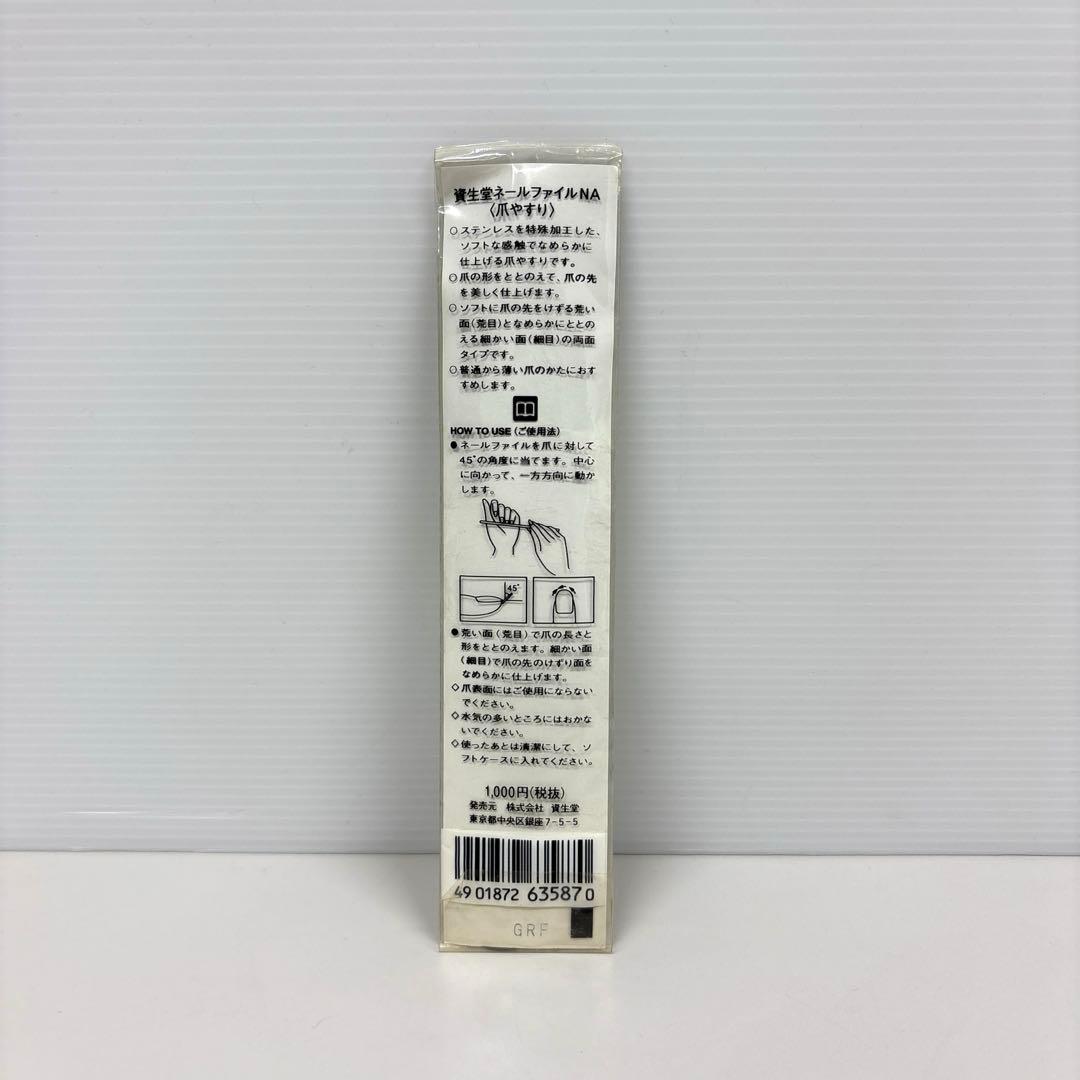 資生堂ネールファイルNA
〈爪やすり〉
○ステンレスを特殊加工した、
ソフトな感触でなめらかに
仕上げる爪やすりです。
○爪の形をととのえて、爪の先
を美しく仕上げます。
○ソフトに爪の先をけずる荒い
面(荒目)となめらかにととの
える細かい面(細目)の両面
タイプです。
○普通から薄い爪のかたにおす
すめします。
HOW TO USE (ご使用法)
●ネールファイルを爪に対して
45°の角度に当てます。中心
に向かって、一方方向に動か
します。
45°
●荒い面(荒目)で爪の長さと
形をととのえます。細かい面
(細目)で爪の先のけずり面を
なめらかに仕上げます。
◇爪表面にはご使用にならない
でください。
◇水気の多いところにはおかな
いでください。
◇使ったあとは清潔にして、ソ
フトケースに入れてください。
1,000円(税抜)
発売元 株式会社 資生堂
東京都中央区銀座7-5-5
49 01872 635870
GRF